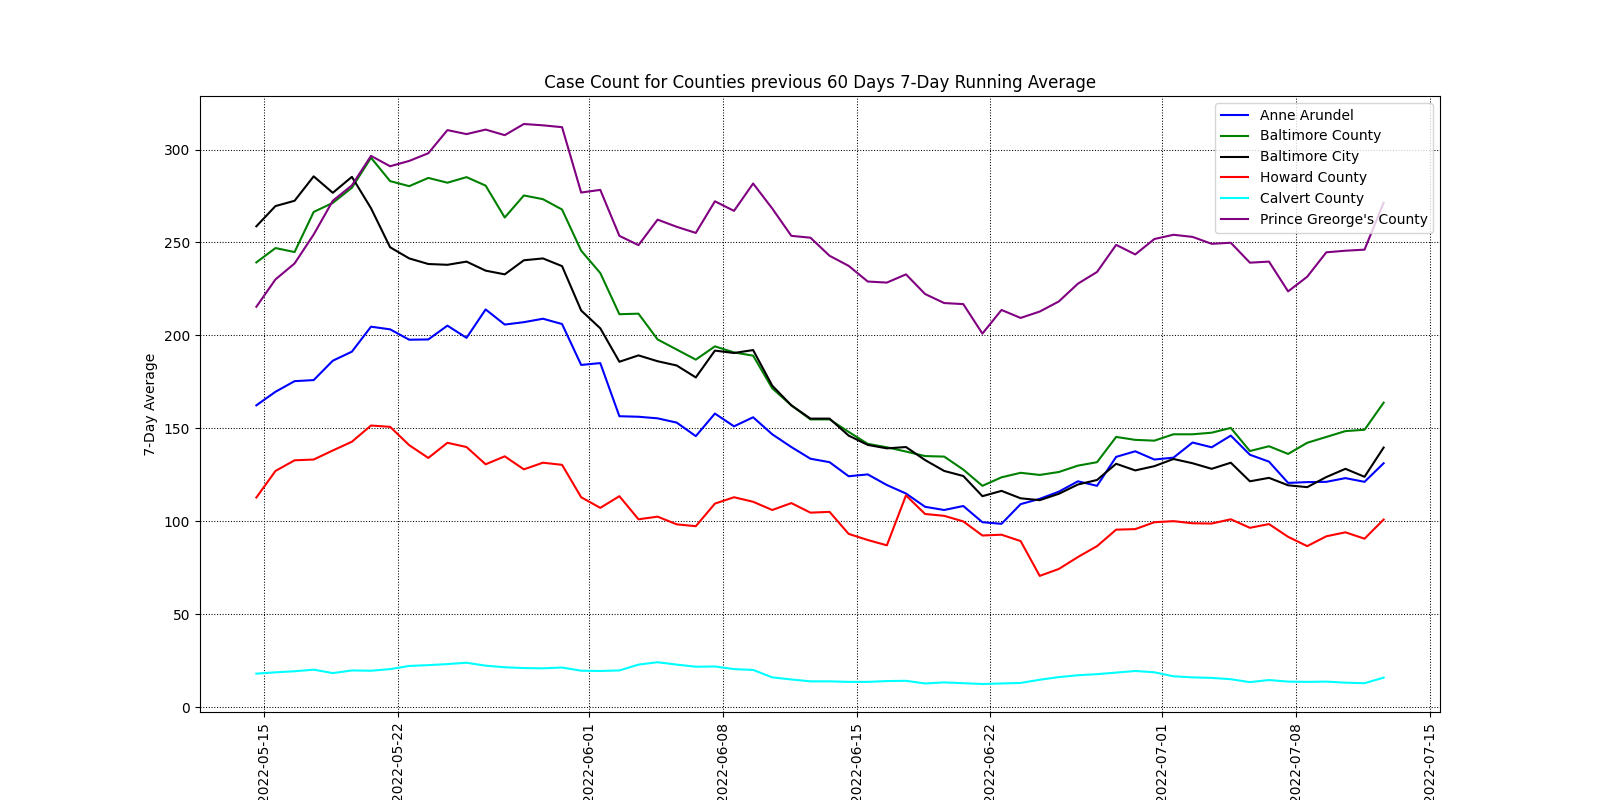 Case Count for Counties previous 60 Days 7-Day Running Average
Anne Arundel
Baltimore County
Baltimore City
Howard County
Calvert County
Prince Greorge's County
7-Day Average
300
250
200
150
100
50
0
2022-05-15
2022-05-22
2022-06-01
2022-06-08
2022-06-15
2022-06-22
2022-07-01
2022-07-08
2022-07-15